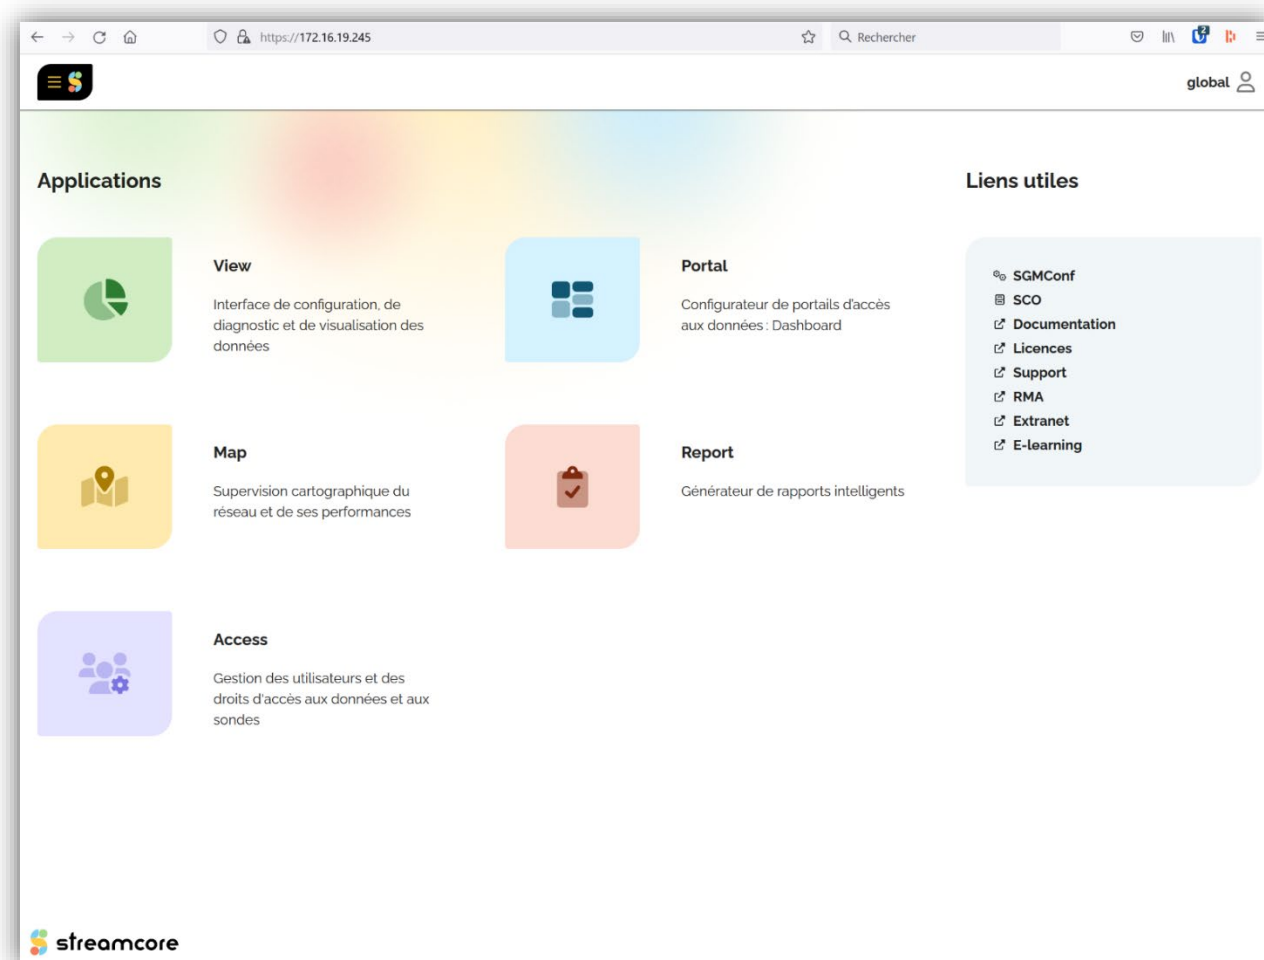 https://172.16.19.245
Rechercher
2
global
Applications
View
Interface de configuration, de
diagnostic et de visualisation des
données
Portal
Configurateur de portails d'accès
aux données : Dashboard
Map
Supervision cartographique du
réseau et de ses performances
Report
Générateur de rapports intelligents
Access
Gestion des utilisateurs et des
droits d'accès aux données et aux
sondes
Liens utiles
SGMConf
SCO
Documentation
Licences
Support
RMA
Extranet
E-learning
streamcore